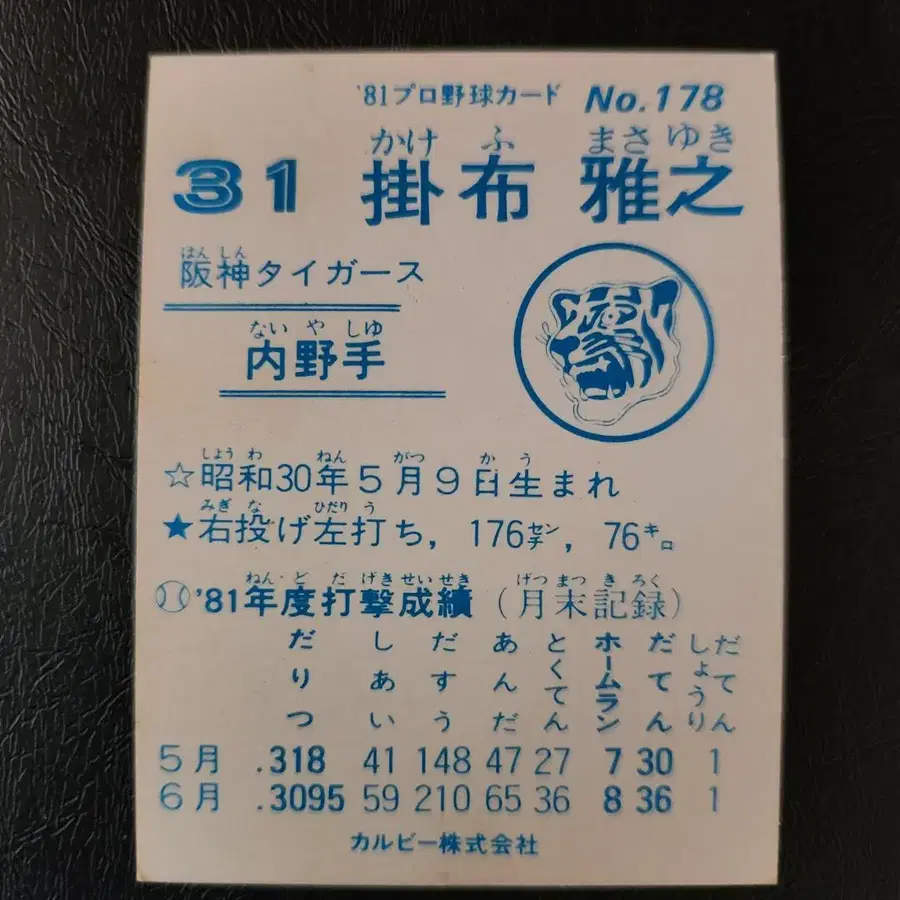 '81プロ野球カード No.178
かけ ふ まさ ゆき
31 掛布 雅之
はん しん
阪神タイガース
ない や しゆ
内野手
しよう わ ねん がつ か う
☆昭和30年5月9日生まれ
みぎ な ひだり う
★右投げ左打ち, 176センチ, 76キロ
ねん・ど だ げき せい せき げつ まつ き ろく
'81年度打撃成績(月末記録)
だりつ しあい だすう あんだ とくてん ホームラン だてん しょうりだてん
5月 .318 41 148 47 27 7 30 1
6月 .3095 59 210 65 36 8 36 1
カルビー株式会社